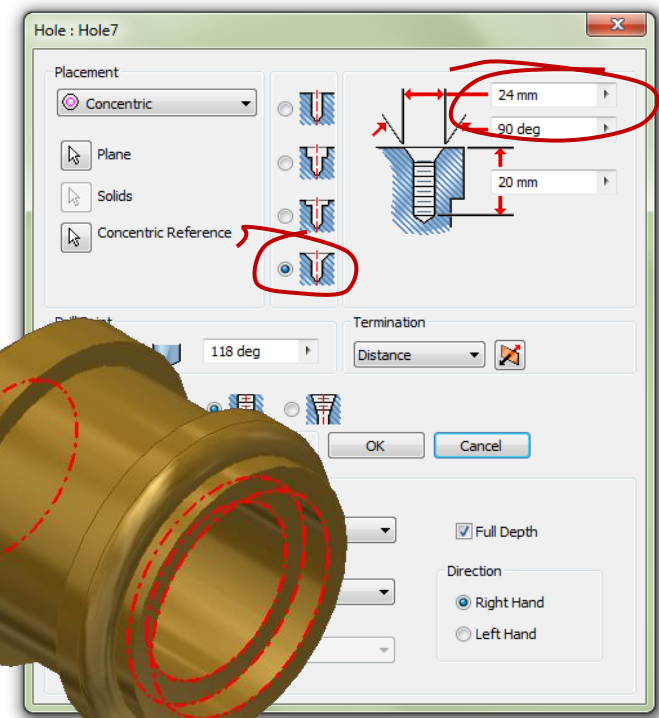 Hole : Hole7
Placement
Concentric
24 mm
90 deg
Plane
20 mm
Solids
Concentric Reference
Termination
118 deg
Distance
OK
Cancel
Full Depth
Direction
Right Hand
Left Hand